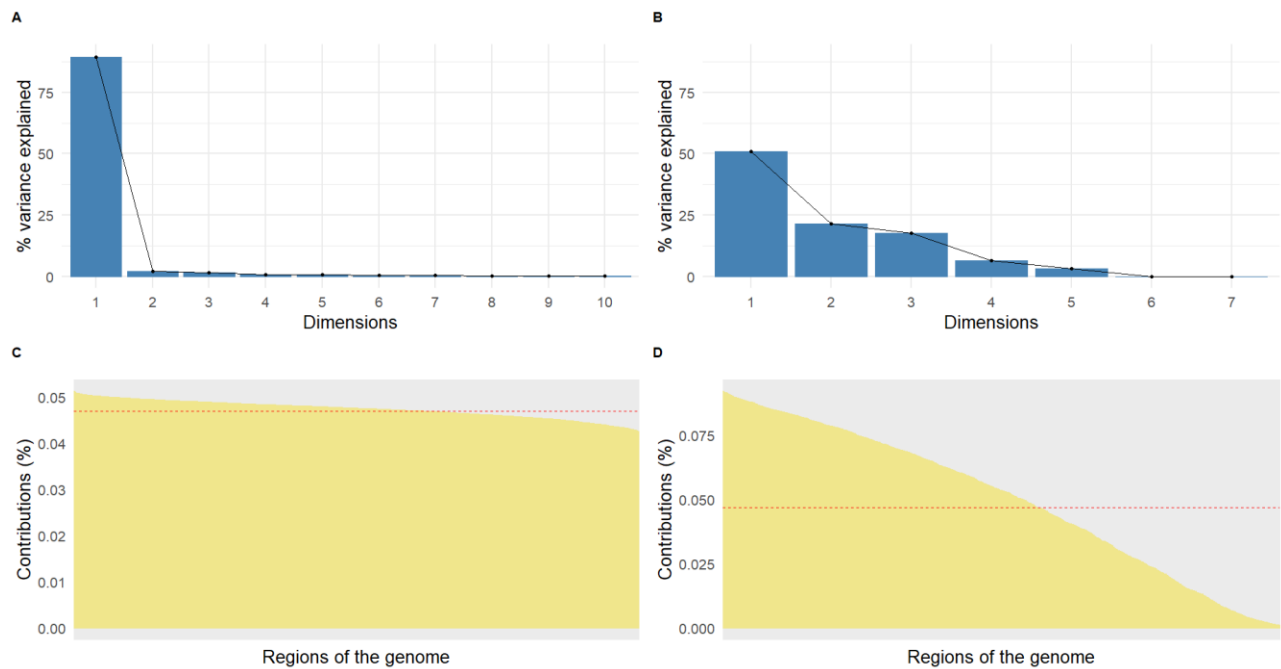 A
% variance explained
75
50
25
0
1 2 3 4 5 6 7 8 9 10
Dimensions
B
% variance explained
75
50
25
0
1 2 3 4 5 6 7
Dimensions
C
Contributions (%)
0.05
0.04
0.03
0.02
0.01
0.00
Regions of the genome
D
Contributions (%)
0.075
0.050
0.025
0.000
Regions of the genome